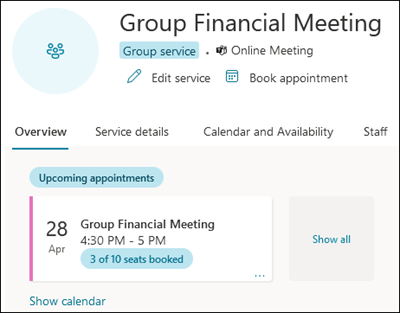 Group Financial Meeting
Group service . Online Meeting
Edit service Book appointment
Overview Service details Calendar and Availability Staff
Upcoming appointments
28 Group Financial Meeting
Apr 4:30 PM - 5 PM
3 of 10 seats booked
Show all
...
Show calendar